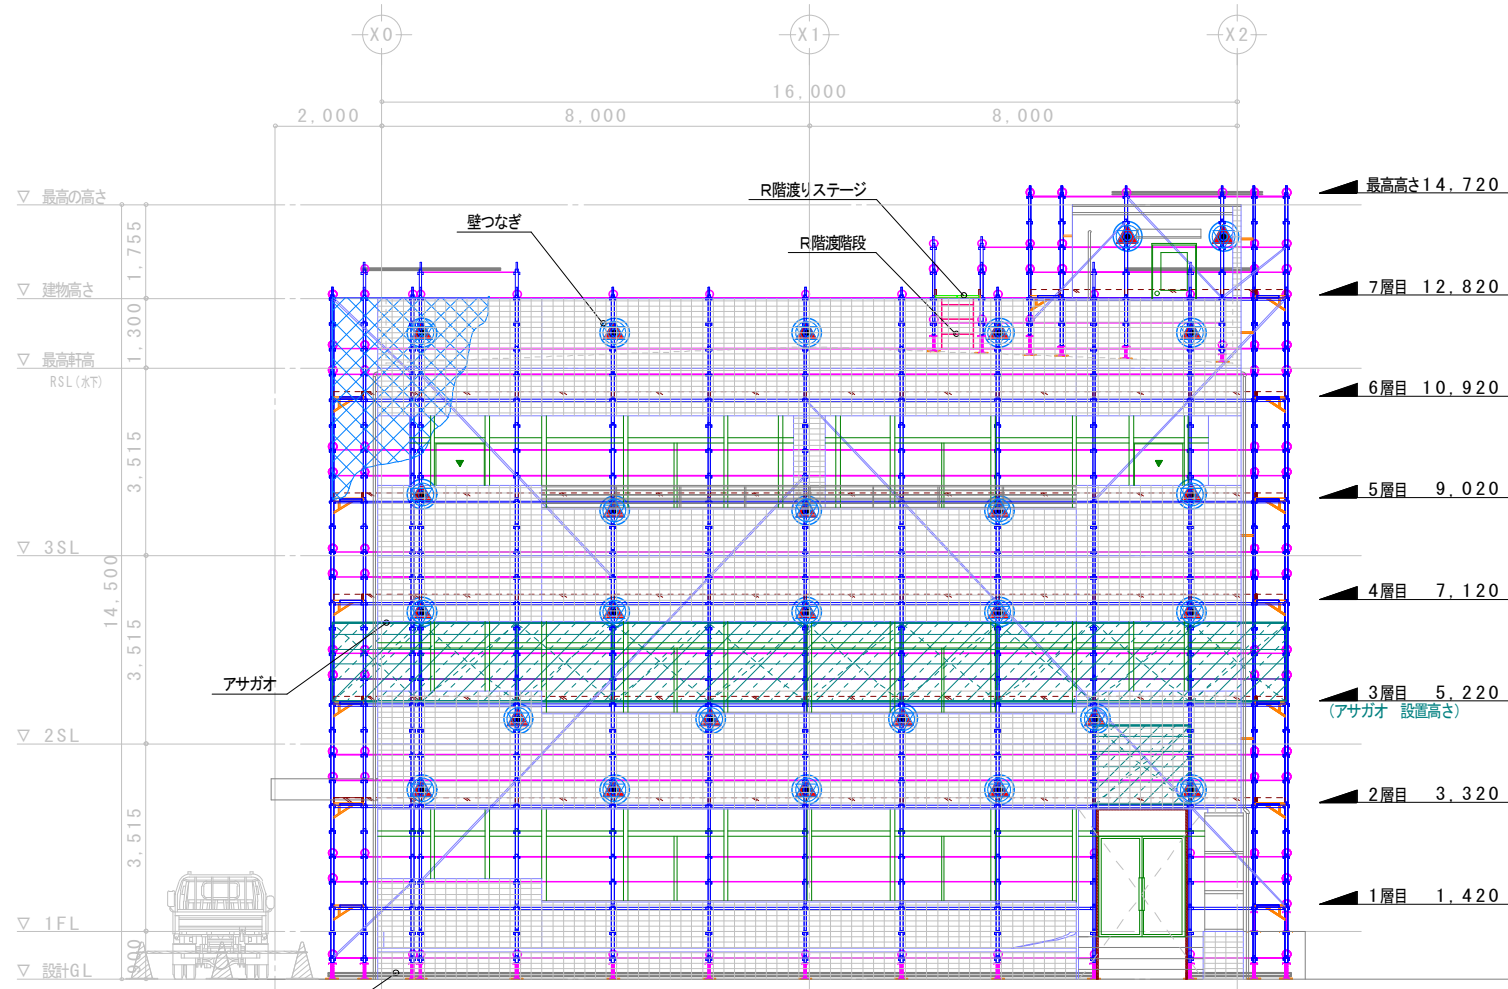 X0
X1
X2
16,000
2,000
8,000
8,000
最高の高さ
R階渡りステージ
最高高さ14,720
壁つなぎ
1,755
R階渡階段
建物高さ
7層目 12,820
1,300
最高軒高
RSL(水下)
6層目 10,920
3,515
5層目 9,020
3SL
14,500
4層目 7,120
3,515
アサガオ
3層目 5,220
(アサガオ 設置高さ)
2SL
2層目 3,320
3,515
1層目 1,420
1FL
900
設計GL